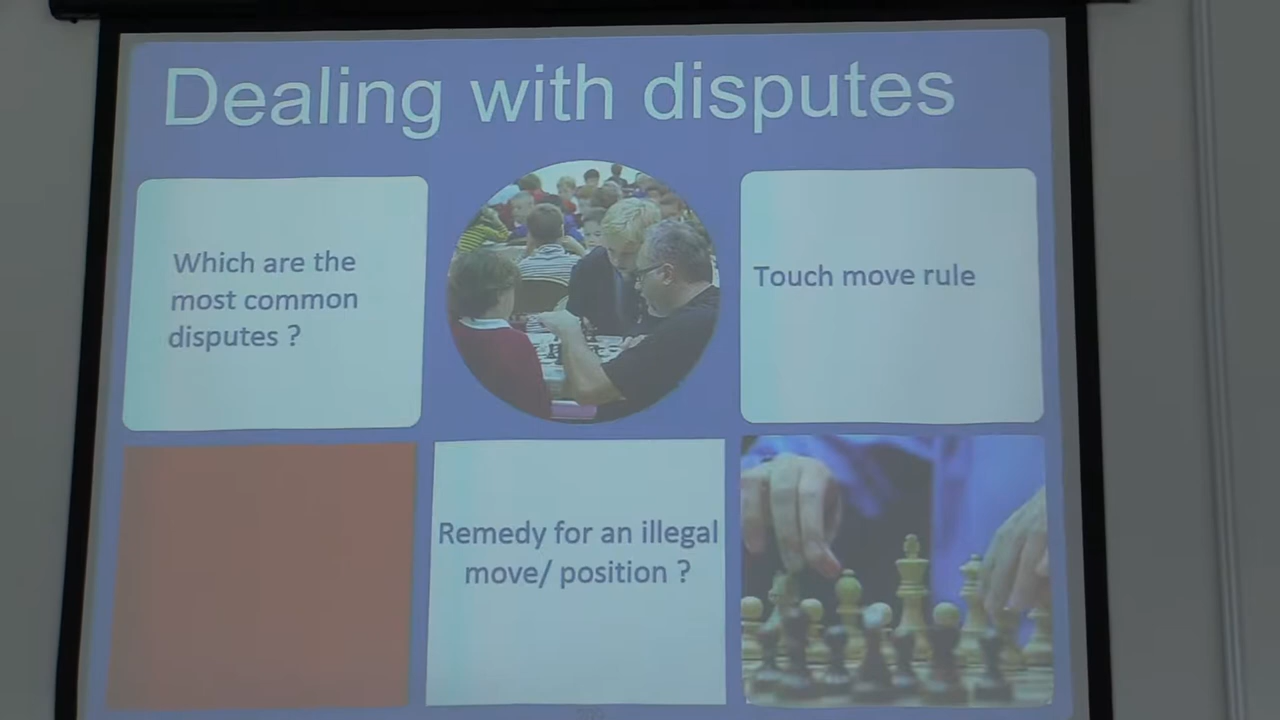 Dealing with disputes
Which are the
most common
disputes ?
Touch move rule
Remedy for an illegal
move/ position ?